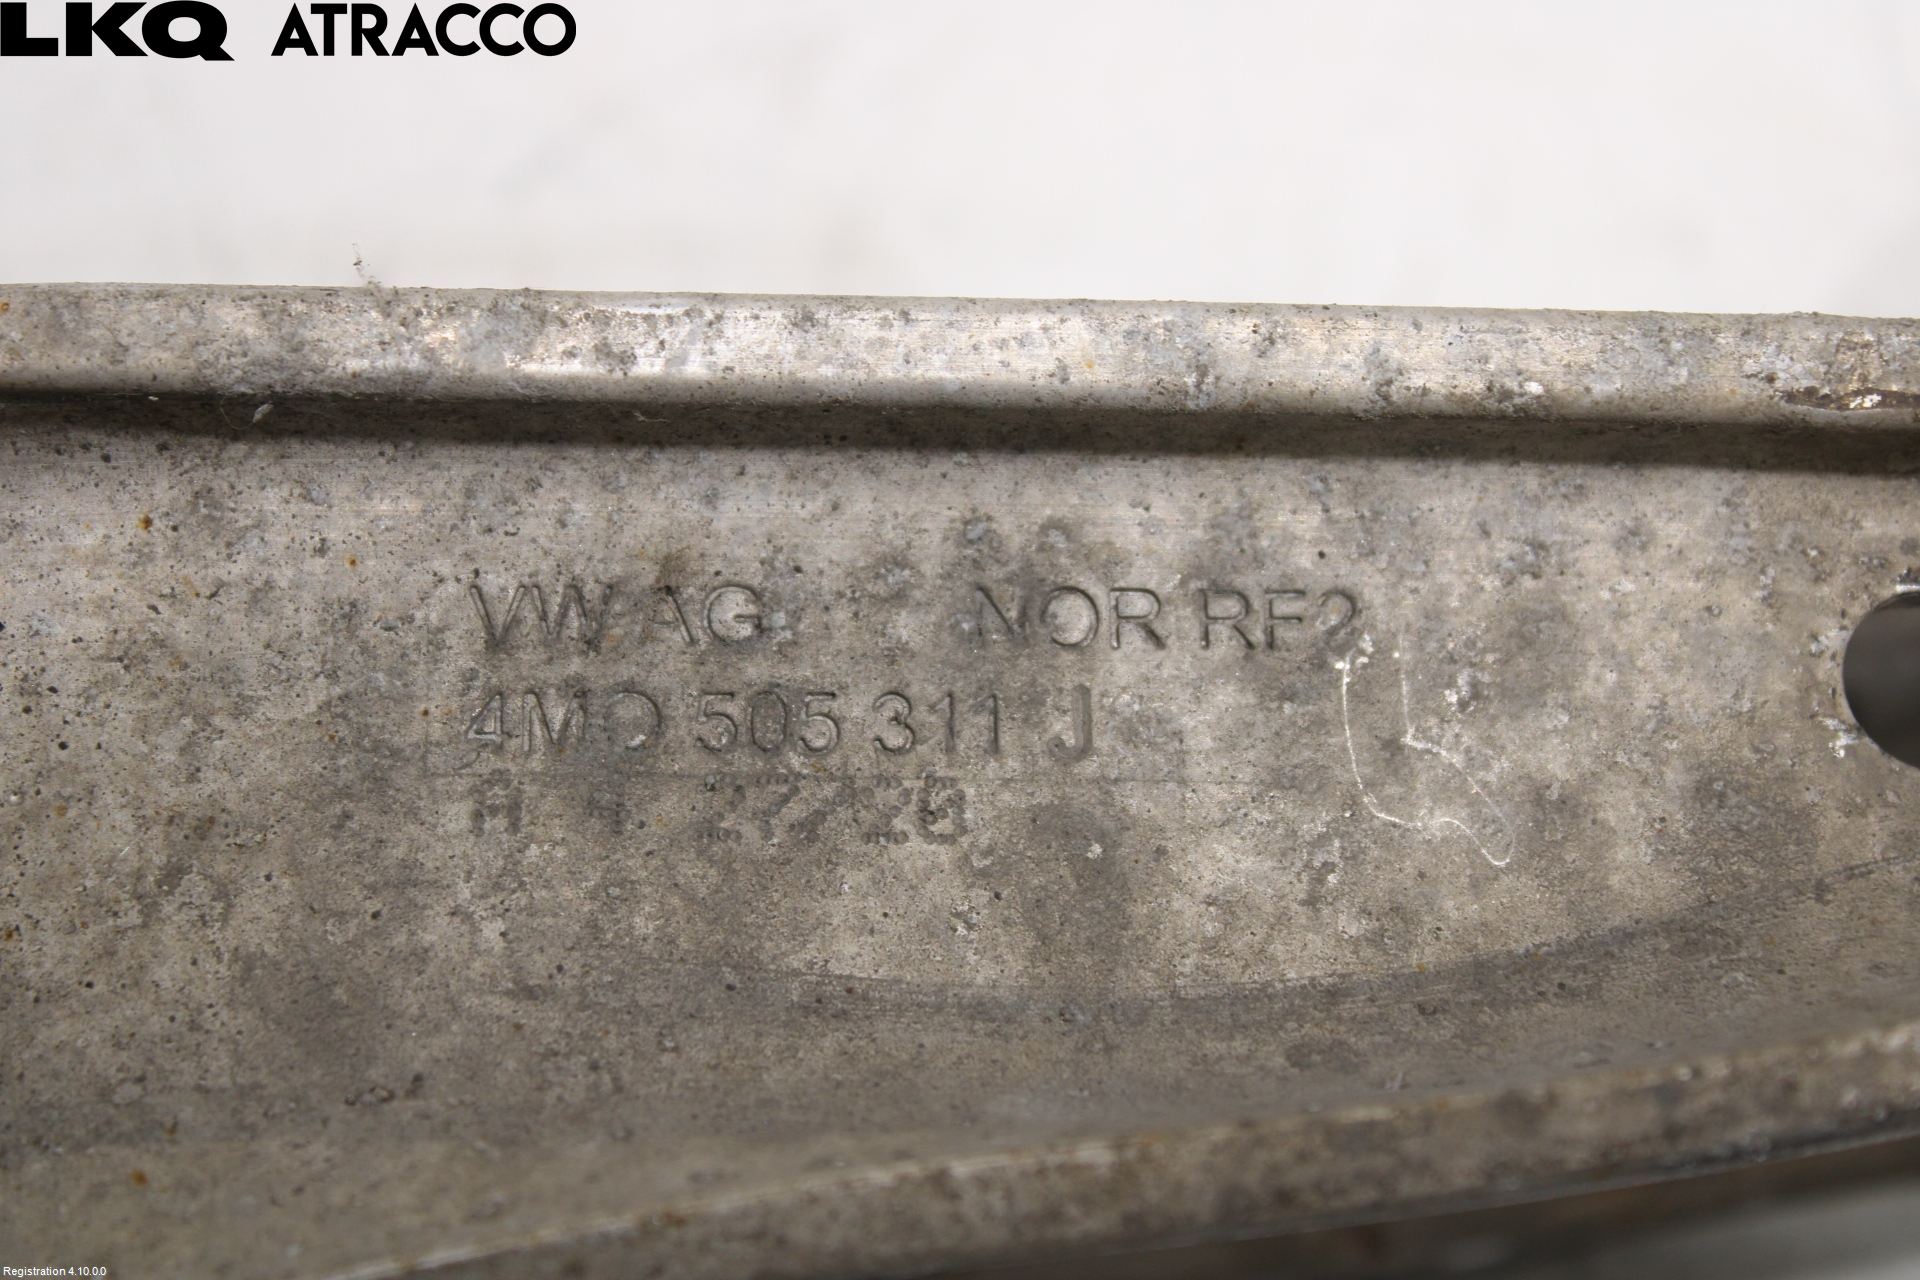 LKQ ATRACCO
VW AG NOR RF2
4M0 505 311 J
Registration 4.10.0.0